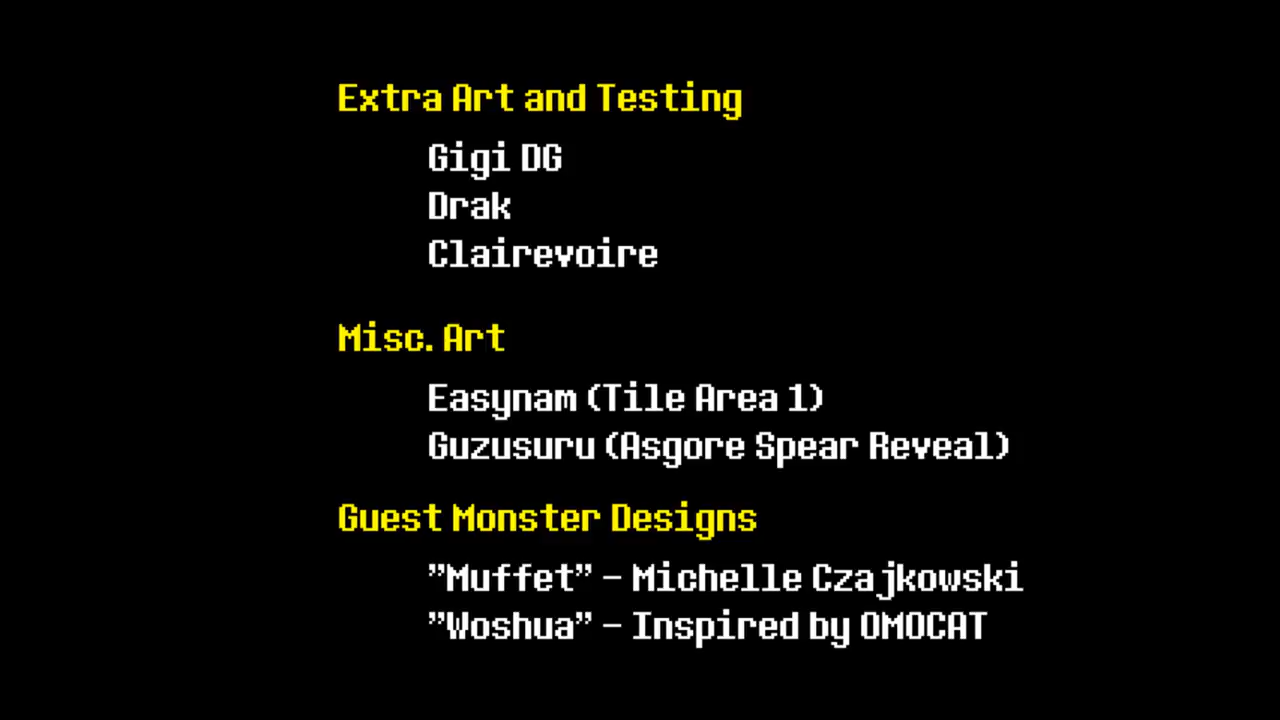 Extra Art and Testing
Gigi DG
Drak
Clairevoire
Misc. Art
Easynam (Tile Area 1)
Guzusuru (Asgore Spear Reveal)
Guest Monster Designs
”Muffet” - Michelle Czajkowski
”Woshua” - Inspired by OMOCAT